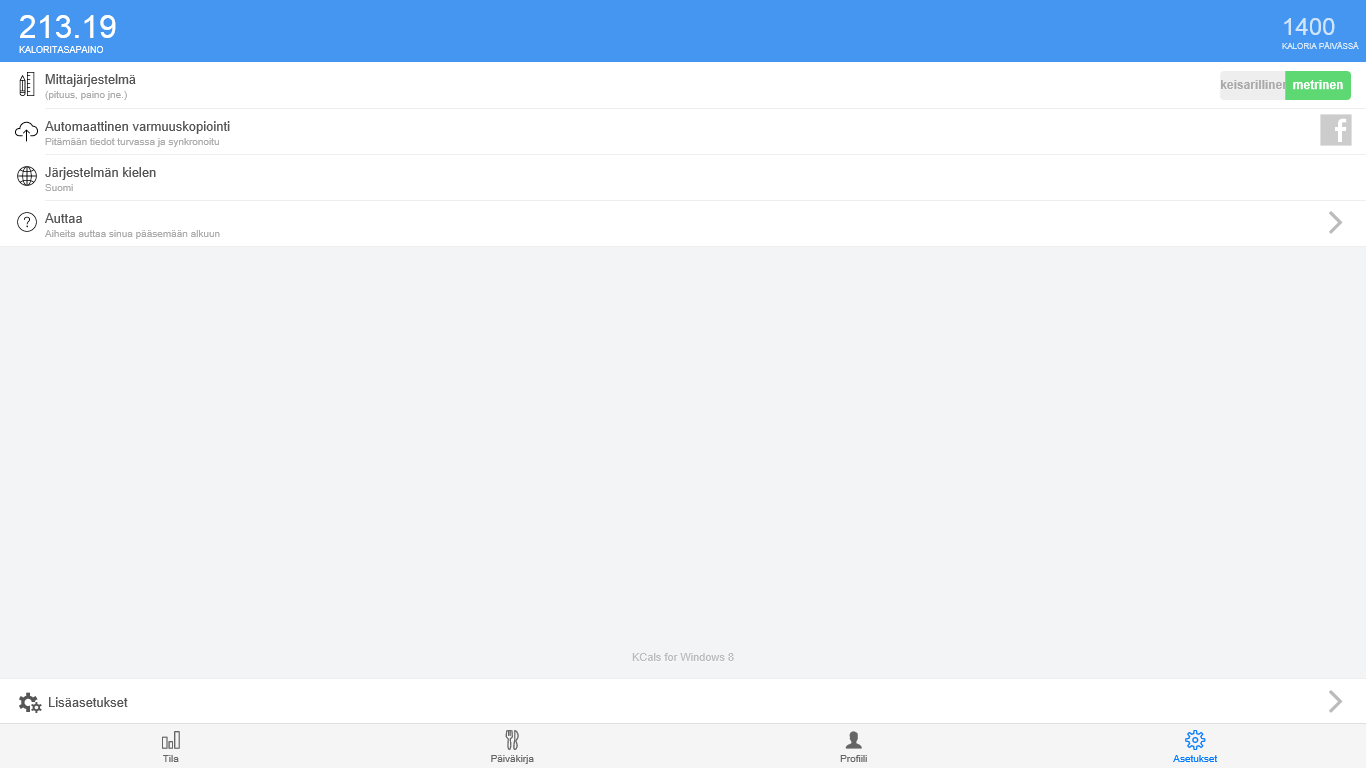 213.19
KALORITASAPAINO
1400
KALORIA PÄIVÄSSÄ
Mittajärjestelmä
(pituus, paino jne.)
keisarilliner metrinen
Automaattinen varmuuskopiointi
Pitämään tiedot turvassa ja synkronoitu
Järjestelmän kielen
Suomi
Auttaa
Aiheita auttaa sinua pääsemään alkuun
KCals for Windows 8
Lisäasetukset
Tila
Päiväkirja
Profiili
Asetukset